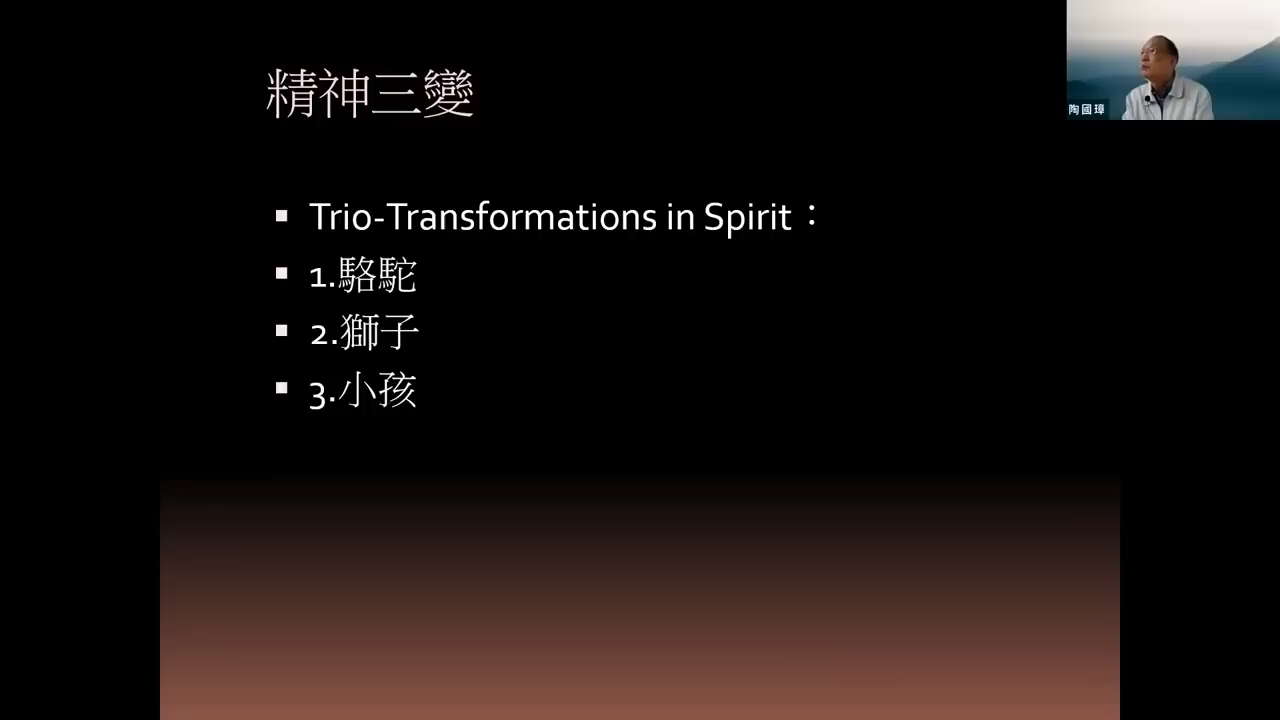 精神三變
陶國璋
Trio-Transformations in Spirit：
1.駱駝
2.獅子
3.小孩